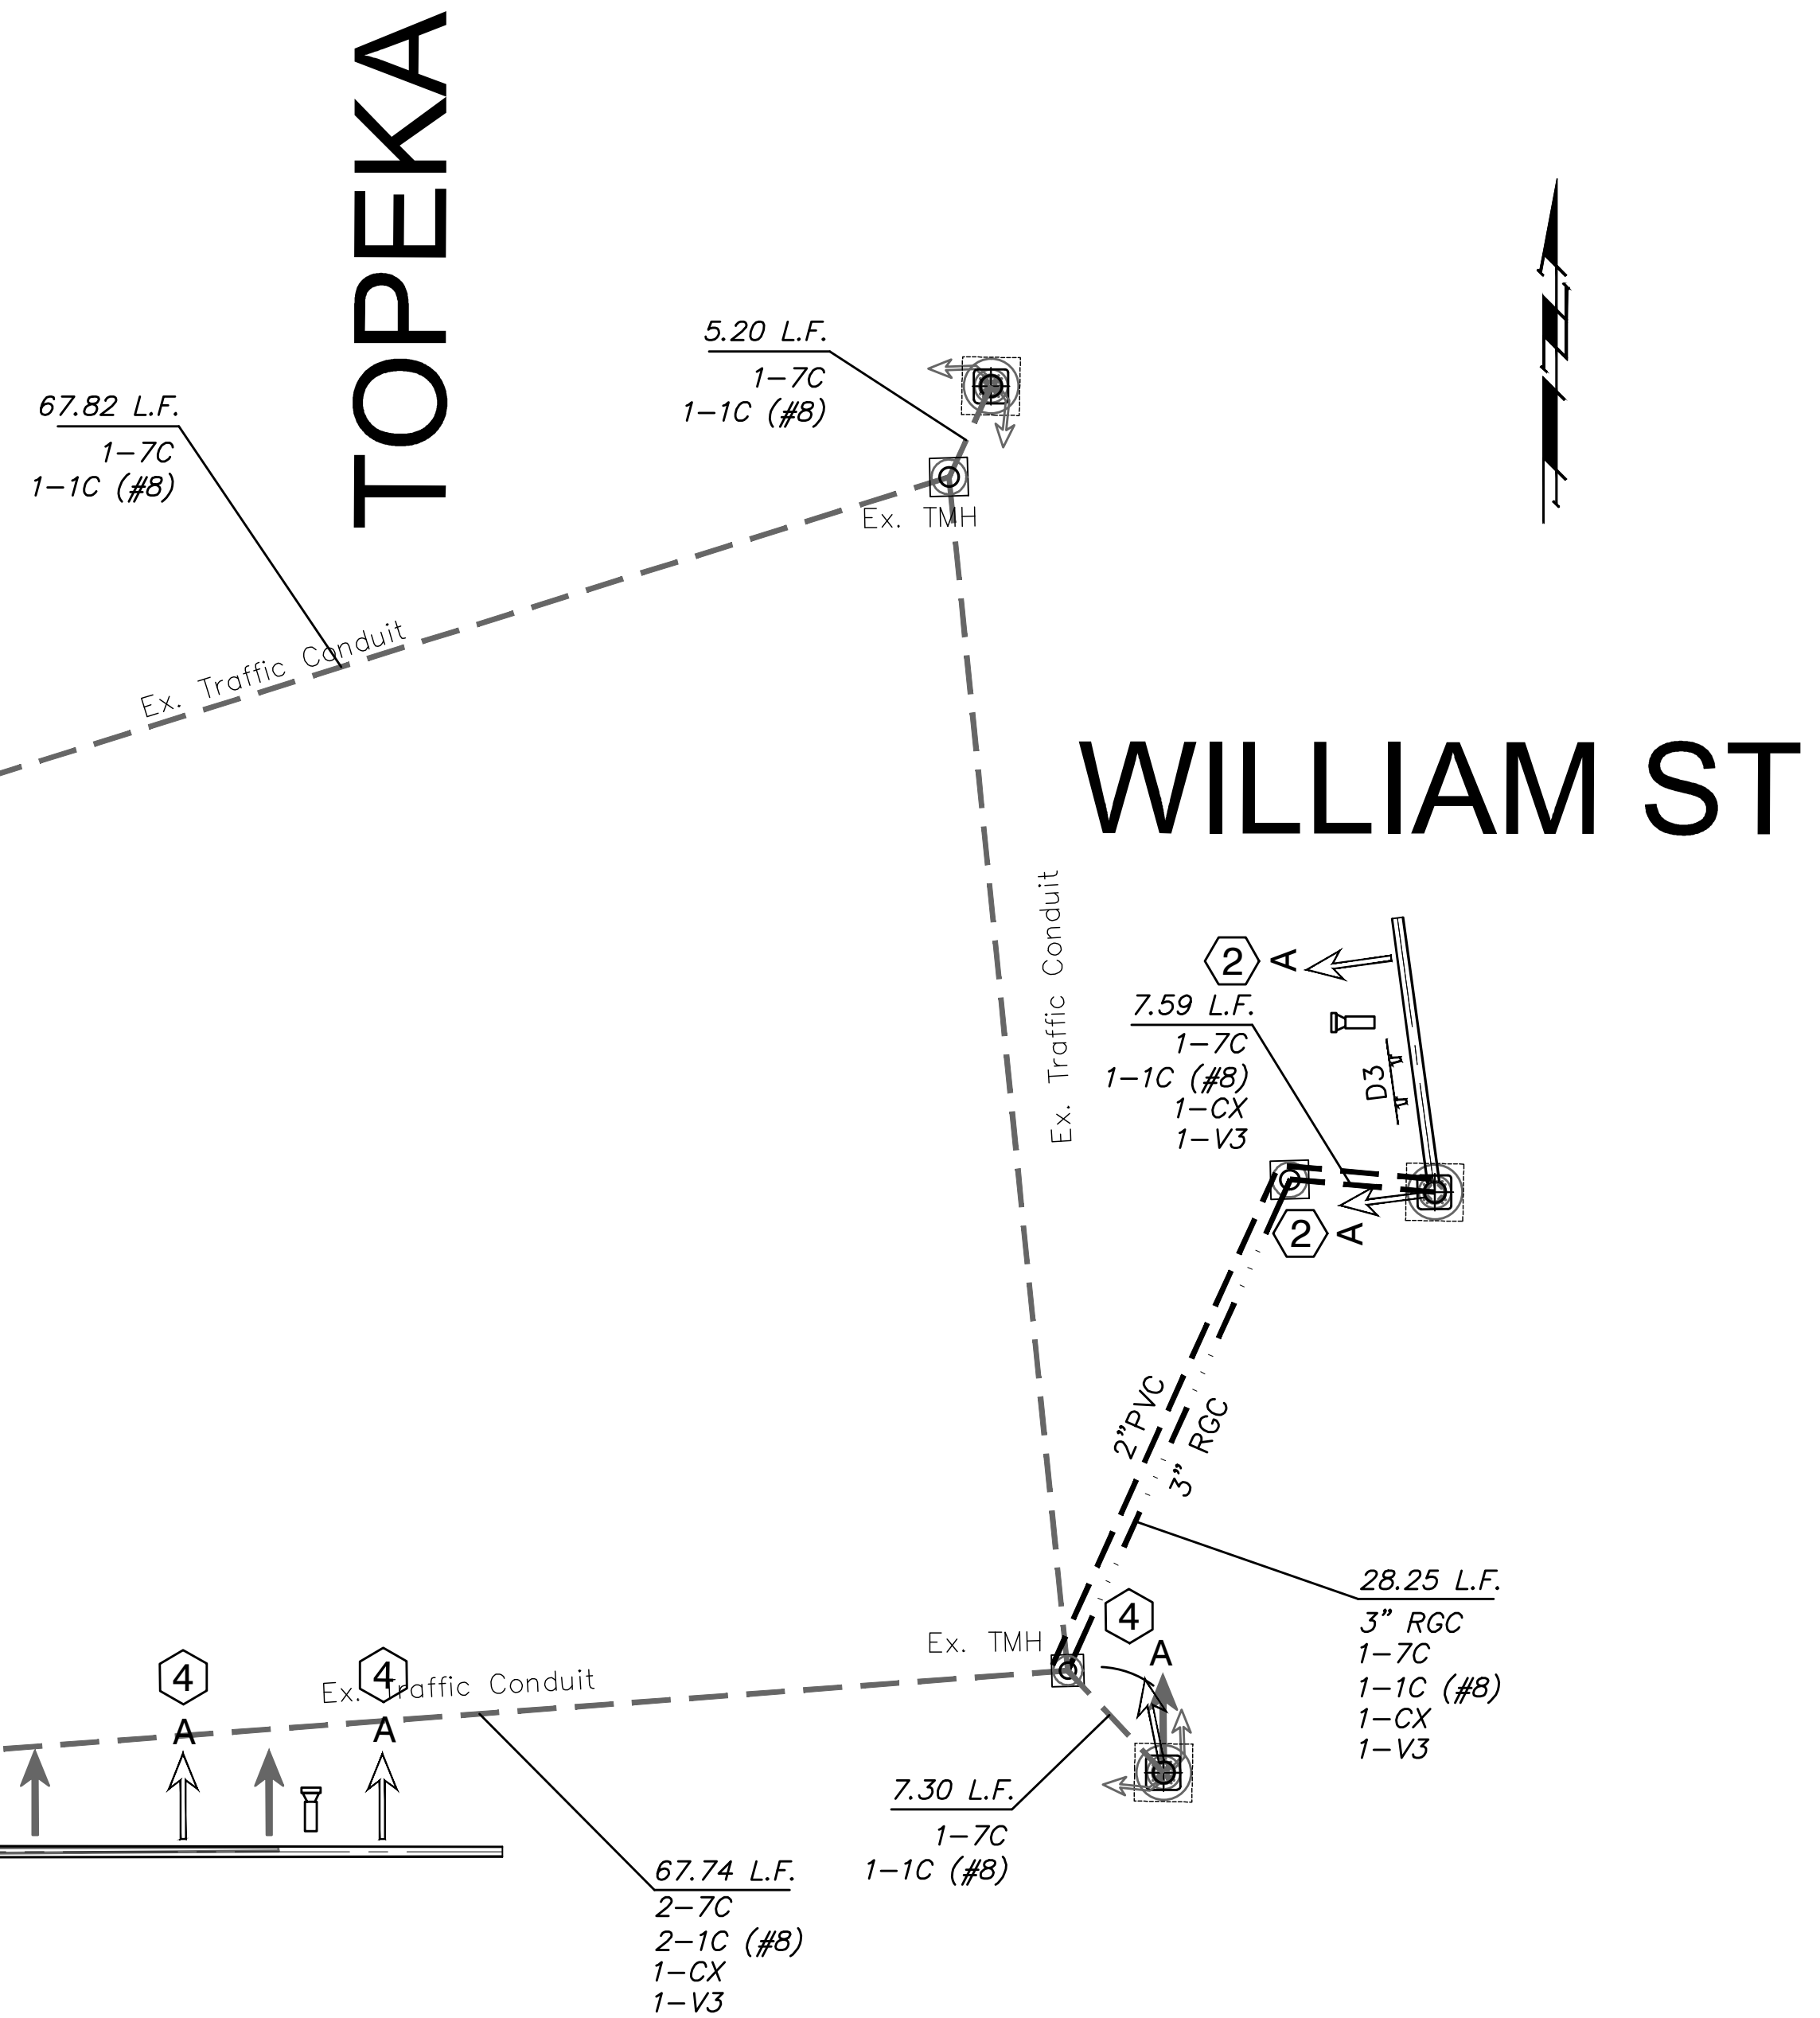 TOPEKA
5.20 L.F.
1-7C
1-1C (#8)
67.82 L.F.
1-7C
1-1C (#8)
Ex. TMH
Ex. Traffic Conduit
WILLIAM ST
Ex. Traffic Conduit
2 A
7.59 L.F.
1-7C
1-1C (#8)
1-CX
1-V3
D3
2 A
2"PVC
3" RGC
28.25 L.F.
3" RGC
1-7C
1-1C (#8)
1-CX
1-V3
4
A
Ex. TMH
4
A
4
A
Ex. Traffic Conduit
7.30 L.F.
1-7C
1-1C (#8)
67.74 L.F.
2-7C
2-1C (#8)
1-CX
1-V3